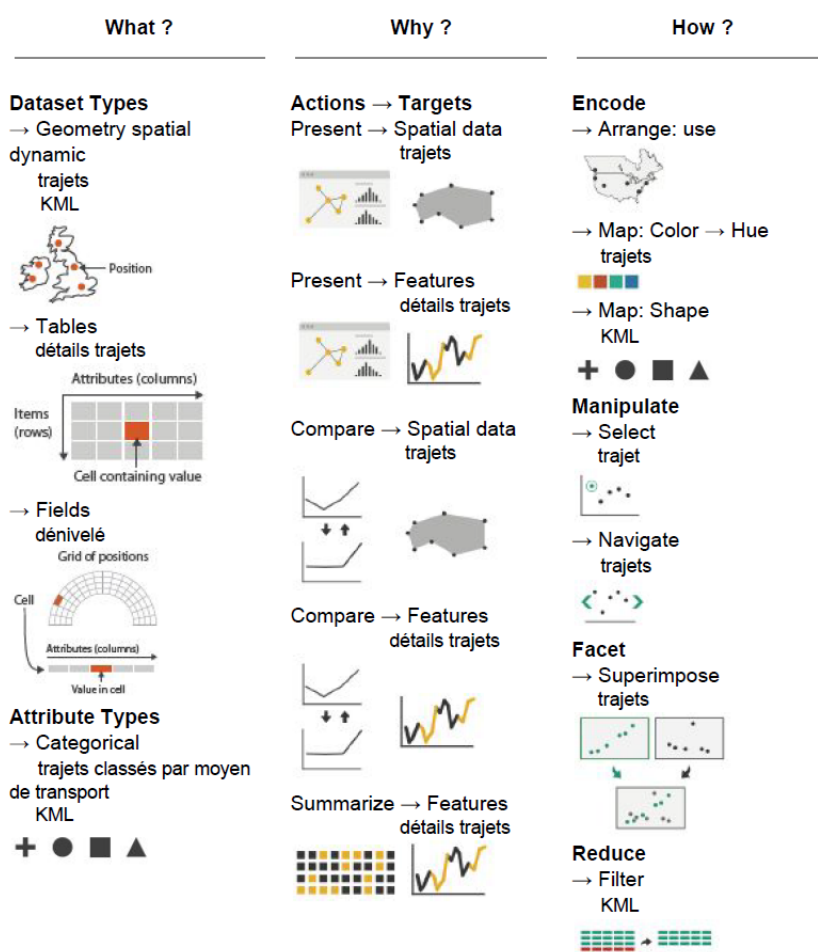 What ?
Dataset Types
→ Geometry spatial
dynamic
trajets
KML
Position
→ Tables
détails trajets
Attributes (columns)
Items
(rows)
Cell containing value
→ Fields
dénivelé
Grid of positions
Cell
Attributes (columns)
Value in cell
Attribute Types
→ Categorical
trajets classés par moyen
de transport
KML
Why ?
Actions → Targets
Present → Spatial data
trajets
Present → Features
détails trajets
Compare → Spatial data
trajets
Compare → Features
détails trajets
Summarize → Features
détails trajets
How ?
Encode
→ Arrange: use
→ Map: Color → Hue
trajets
→ Map: Shape
KML
Manipulate
→ Select
trajet
→ Navigate
trajets
Facet
→ Superimpose
trajets
Reduce
→ Filter
KML